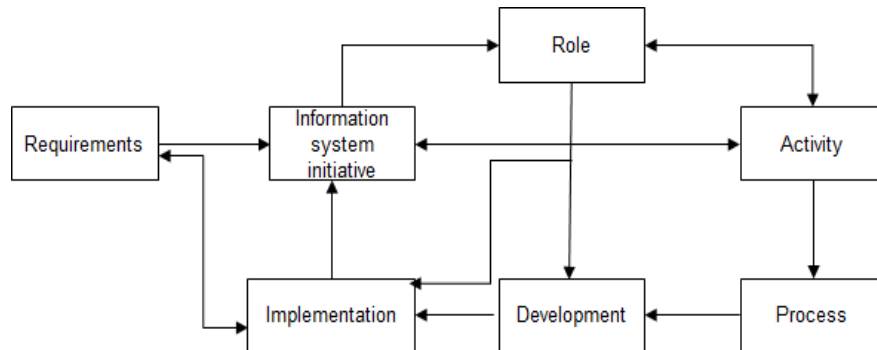 Role
Requirements
Information
system
initiative
Activity
Implementation
Development
Process